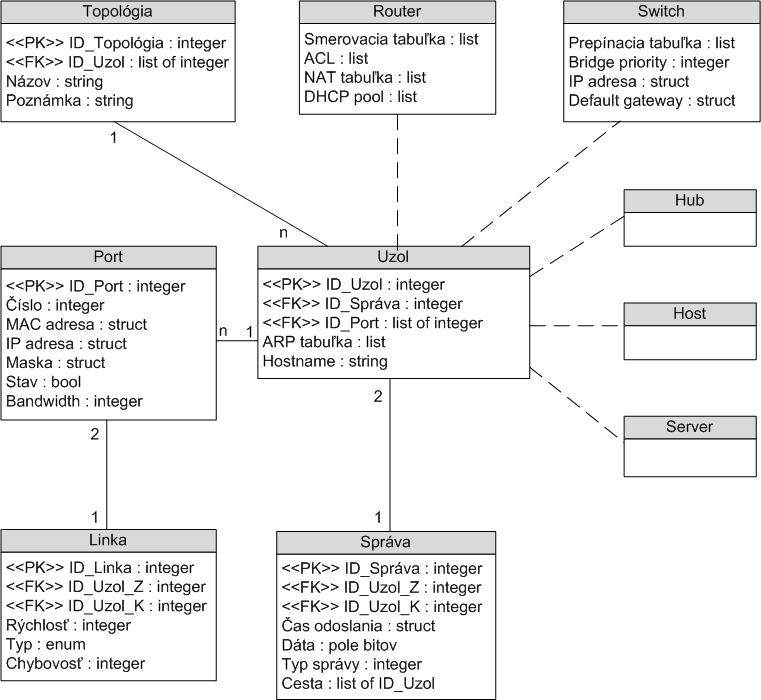 Topológia
<<PK>> ID_Topológia : integer
<<FK>> ID_Uzol : list of integer
Názov : string
Poznámka : string
Router
Smerovacia tabuľka : list
ACL : list
NAT tabuľka : list
DHCP pool : list
Switch
Prepínacia tabuľka : list
Bridge priority : integer
IP adresa : struct
Default gateway : struct
1
n
Hub
Port
<<PK>> ID_Port : integer
Číslo : integer
MAC adresa : struct
IP adresa : struct
Maska : struct
Stav : bool
Bandwidth : integer
n
1
Uzol
<<PK>> ID_Uzol : integer
<<FK>> ID_Správa : integer
<<FK>> ID_Port : list of integer
ARP tabuľka : list
Hostname : string
Host
Server
2
1
2
1
Linka
<<PK>> ID_Linka : integer
<<FK>> ID_Uzol_Z : integer
<<FK>> ID_Uzol_K : integer
Rýchlosť : integer
Typ : enum
Chybovosť : integer
Správa
<<PK>> ID_Správa : integer
<<FK>> ID_Uzol_Z : integer
<<FK>> ID_Uzol_K : integer
Čas odoslania : struct
Dáta : pole bitov
Typ správy : integer
Cesta : list of ID_Uzol